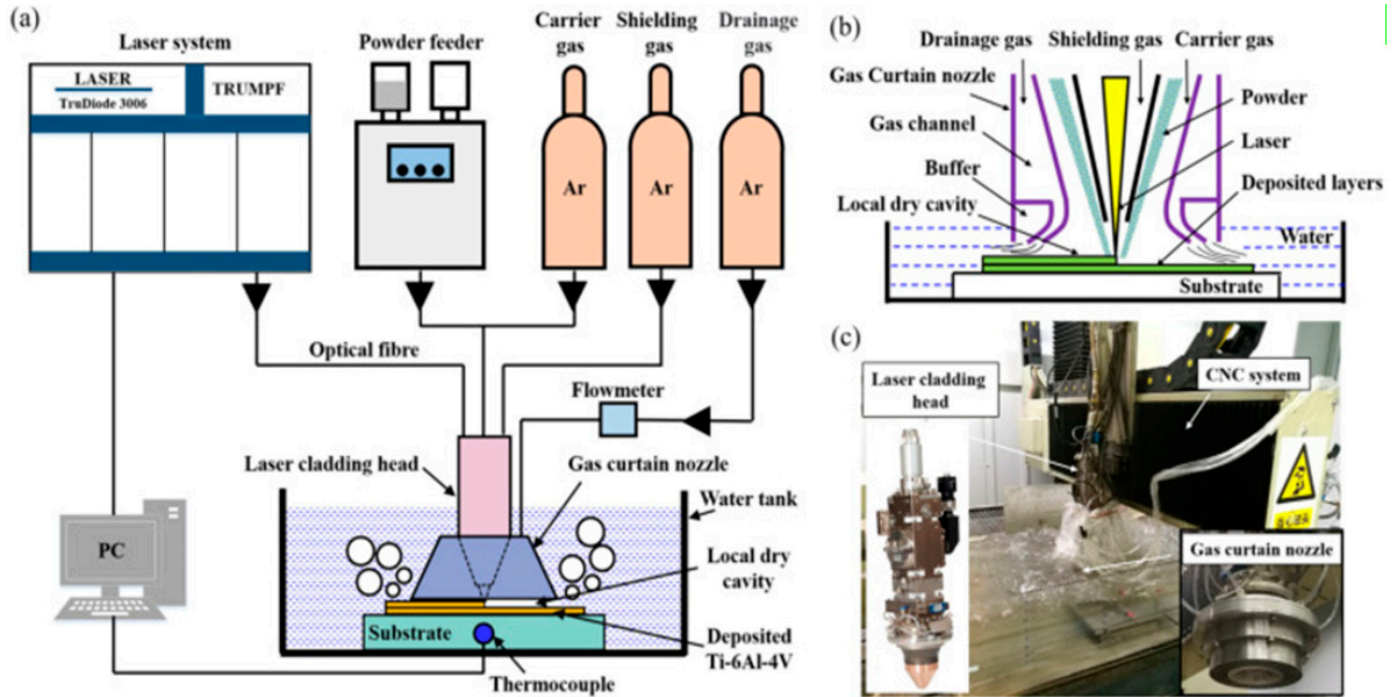 (a)
Laser system
LASER
TruDiode 3006
TRUMPF
Powder feeder
Carrier
gas
Shielding
gas
Drainage
gas
Ar
Ar
Ar
Optical fibre
Flowmeter
Laser cladding head
Gas curtain nozzle
Water tank
PC
Local dry
cavity
Substrate
Deposited
Ti-6Al-4V
Thermocouple
(b)
Drainage gas
Shielding gas
Carrier gas
Gas Curtain nozzle
Powder
Gas channel
Laser
Buffer
Deposited layers
Local dry cavity
Water
Substrate
(c)
Laser cladding
head
CNC system
Gas curtain nozzle